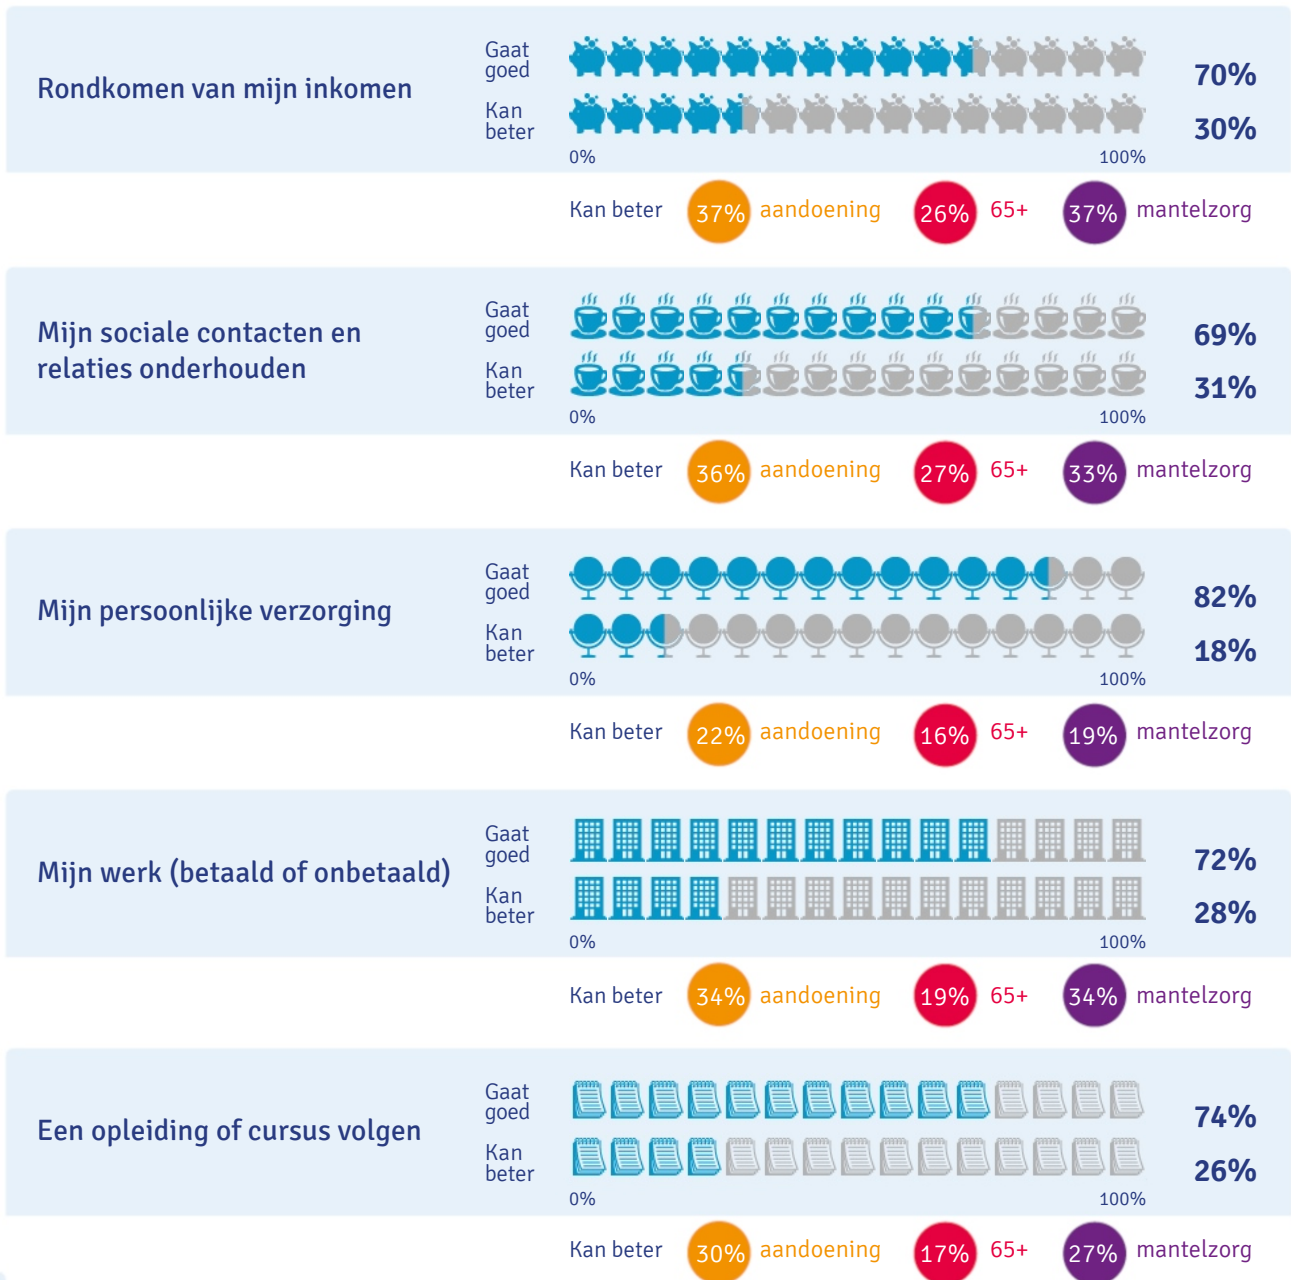 Rondkomen van mijn inkomen
Gaat
goed
70%
Kan
beter
30%
0% 100%
Kan beter 37% aandoening 26% 65+ 37% mantelzorg
Mijn sociale contacten en
relaties onderhouden
Gaat
goed
69%
Kan
beter
31%
0% 100%
Kan beter 36% aandoening 27% 65+ 33% mantelzorg
Mijn persoonlijke verzorging
Gaat
goed
82%
Kan
beter
18%
0% 100%
Kan beter 22% aandoening 16% 65+ 19% mantelzorg
Mijn werk (betaald of onbetaald)
Gaat
goed
72%
Kan
beter
28%
0% 100%
Kan beter 34% aandoening 19% 65+ 34% mantelzorg
Een opleiding of cursus volgen
Gaat
goed
74%
Kan
beter
26%
0% 100%
Kan beter 30% aandoening 17% 65+ 27% mantelzorg